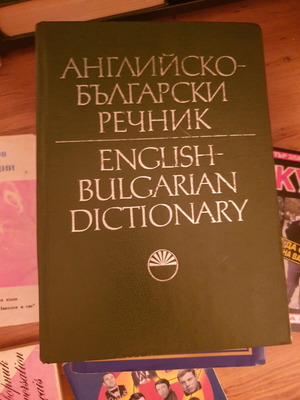 АНГЛИЙСКО-
БЪЛГАРСКИ
РЕЧНИК
ENGLISH-
BULGARIAN
DICTIONARY